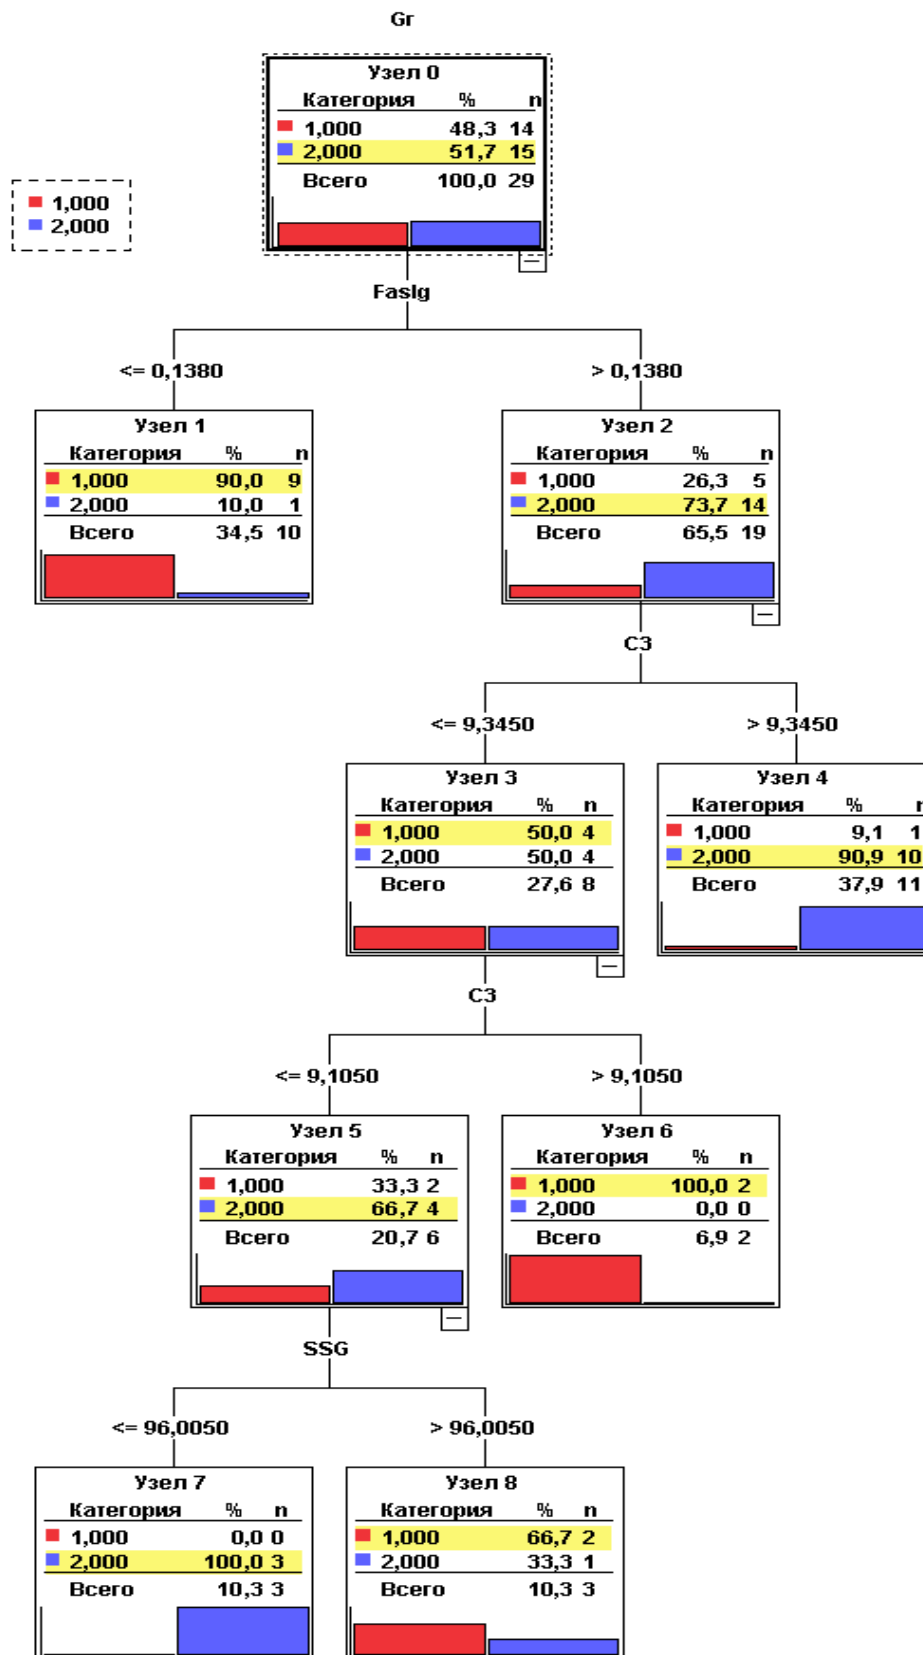 Gr
Узел 0
Категория % n
1,000 48,3 14
2,000 51,7 15
Всего 100,0 29
1,000
2,000
Faslg
<= 0,1380
> 0,1380
Узел 1
Категория % n
1,000 90,0 9
2,000 10,0 1
Всего 34,5 10
Узел 2
Категория % n
1,000 26,3 5
2,000 73,7 14
Всего 65,5 19
C3
<= 9,3450
> 9,3450
Узел 3
Категория % n
1,000 50,0 4
2,000 50,0 4
Всего 27,6 8
Узел 4
Категория % n
1,000 9,1 1
2,000 90,9 10
Всего 37,9 11
C3
<= 9,1050
> 9,1050
Узел 5
Категория % n
1,000 33,3 2
2,000 66,7 4
Всего 20,7 6
Узел 6
Категория % n
1,000 100,0 2
2,000 0,0 0
Всего 6,9 2
SSG
<= 96,0050
> 96,0050
Узел 7
Категория % n
1,000 0,0 0
2,000 100,0 3
Всего 10,3 3
Узел 8
Категория % n
1,000 66,7 2
2,000 33,3 1
Всего 10,3 3